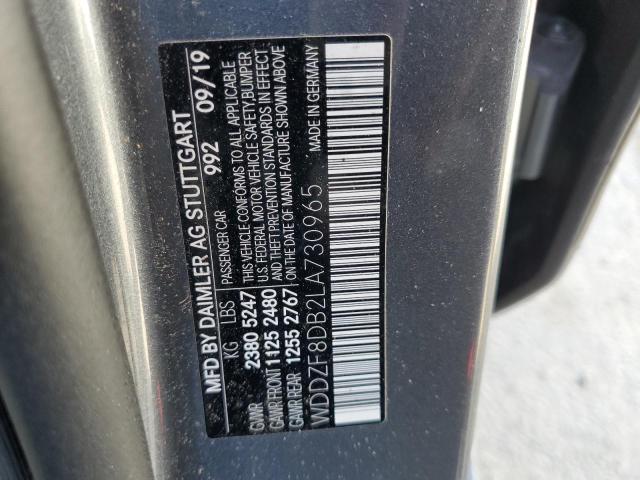 MFD BY DAIMLER AG STUTTGART
992 09/19
KG LBS PASSENGER CAR
GAWR 2380 5247 THIS VEHICLE CONFORMS TO ALL APPLICABLE
GAWR FRONT 1125 2480 U.S. FEDERAL MOTOR VEHICLE SAFETY,BUMPER
GAWR REAR 1255 2767 AND THEFT PREVENTION STANDARDS IN EFFECT
ON THE DATE OF MANUFACTURE SHOWN ABOVE
WDDZF8DB2LA730965 MADE IN GERMANY